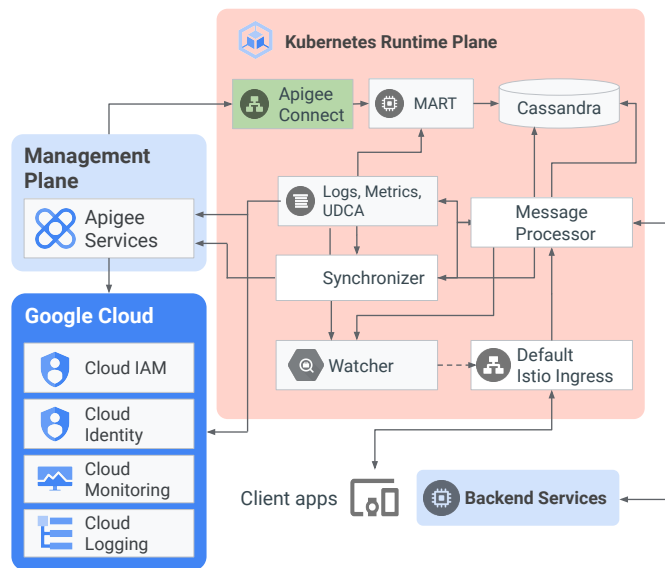 Kubernetes Runtime Plane
Apigee
Connect
MART
Cassandra
Management
Plane
Apigee
Services
Logs, Metrics,
UDCA
Message
Processor
Synchronizer
Google Cloud
Cloud IAM
Cloud
Identity
Cloud
Monitoring
Cloud
Logging
Watcher
Default
Istio Ingress
Client apps
Backend Services